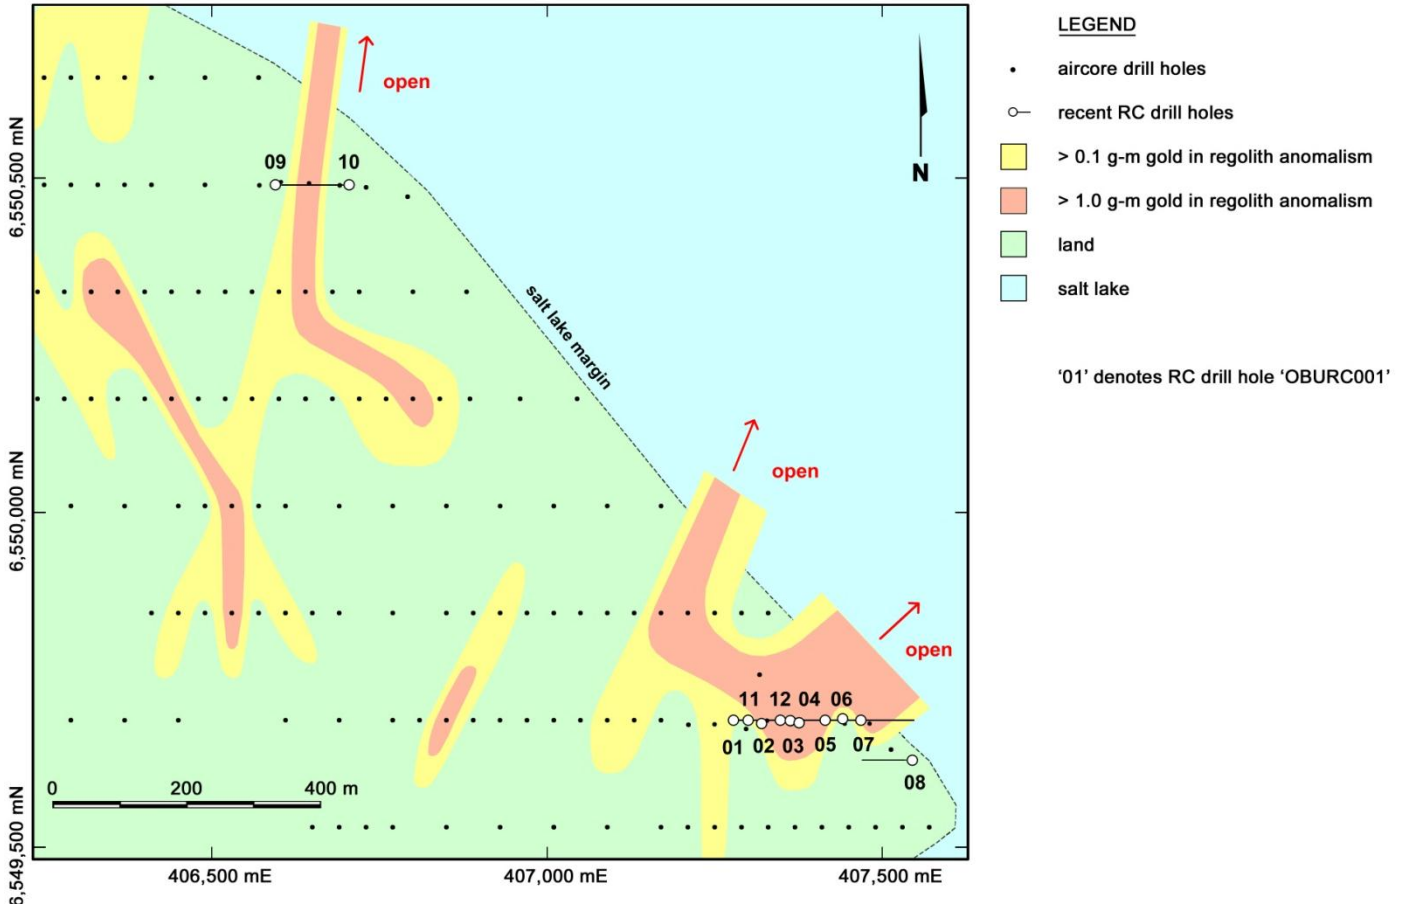 LEGEND
aircore drill holes
recent RC drill holes
> 0.1 g-m gold in regolith anomalism
> 1.0 g-m gold in regolith anomalism
land
salt lake
‘01’ denotes RC drill hole ‘OBURC001’
N
open
09 10
6,550,500 mN
salt lake margin
open
6,550,000 mN
open
11 12 04 06
01 02 03 05 07
08
0 200 400 m
6,549,500 mN
406,500 mE 407,000 mE 407,500 mE